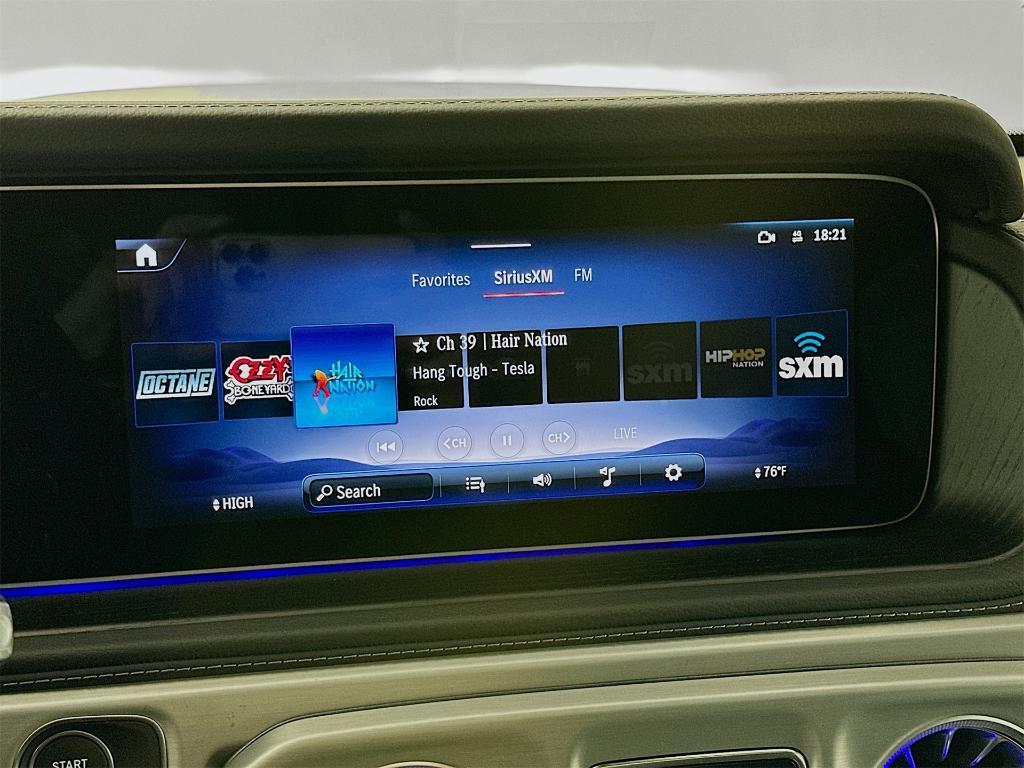 4G 18:21
Favorites SiriusXM FM
OCTANE
OZZY'S
BONEYARD
HAIR
NATION
Ch 39 | Hair Nation
Hang Tough - Tesla
Rock
sxm
HIPHOP
NATION
sxm
<CH CH> LIVE
HIGH Search 76°F
START